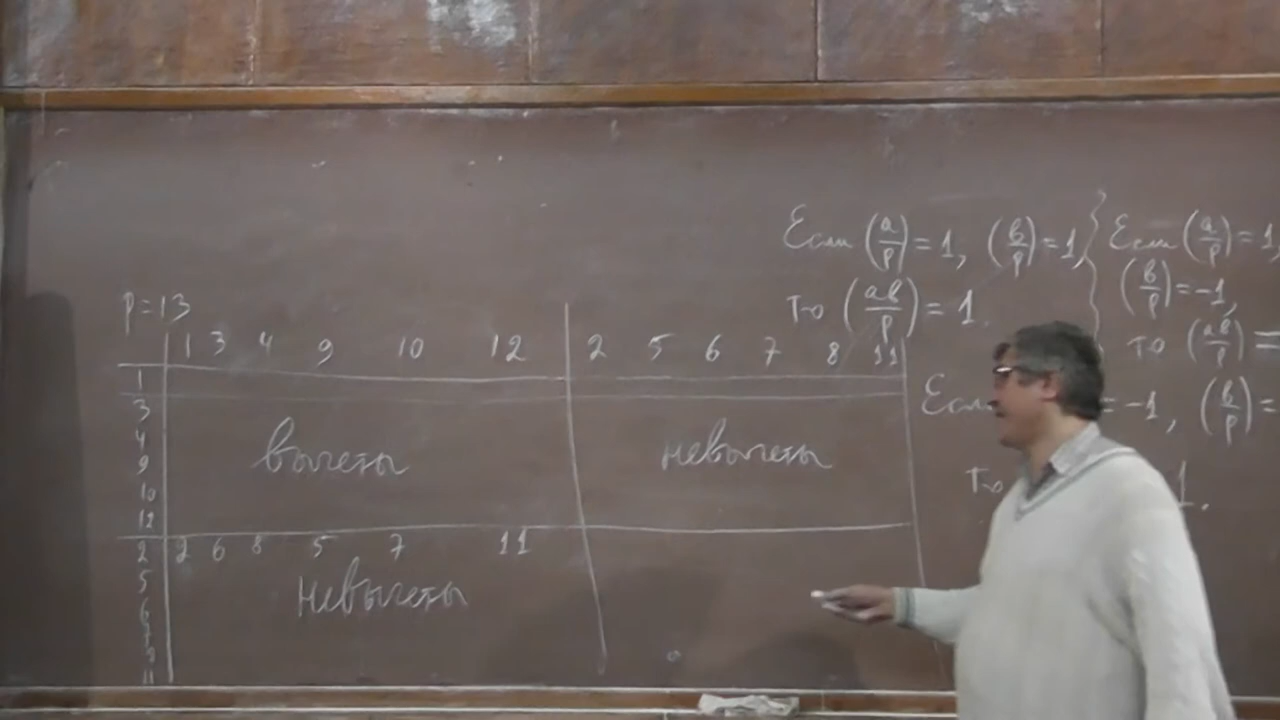 Если (a/p) = 1, (b/p) = 1,
то (ab/p) = 1.
Если (a/p) = 1,
(b/p) = -1,
то (ab/p) =
= -1, (b/p) =
то 1.
p = 13
1 3 4 9 10 12 2 5 6 7 8 11
1
3
4
9
10
12
вычеты невычеты
2 2 6 8 5 7 11
5
6
7
8
11
невычеты